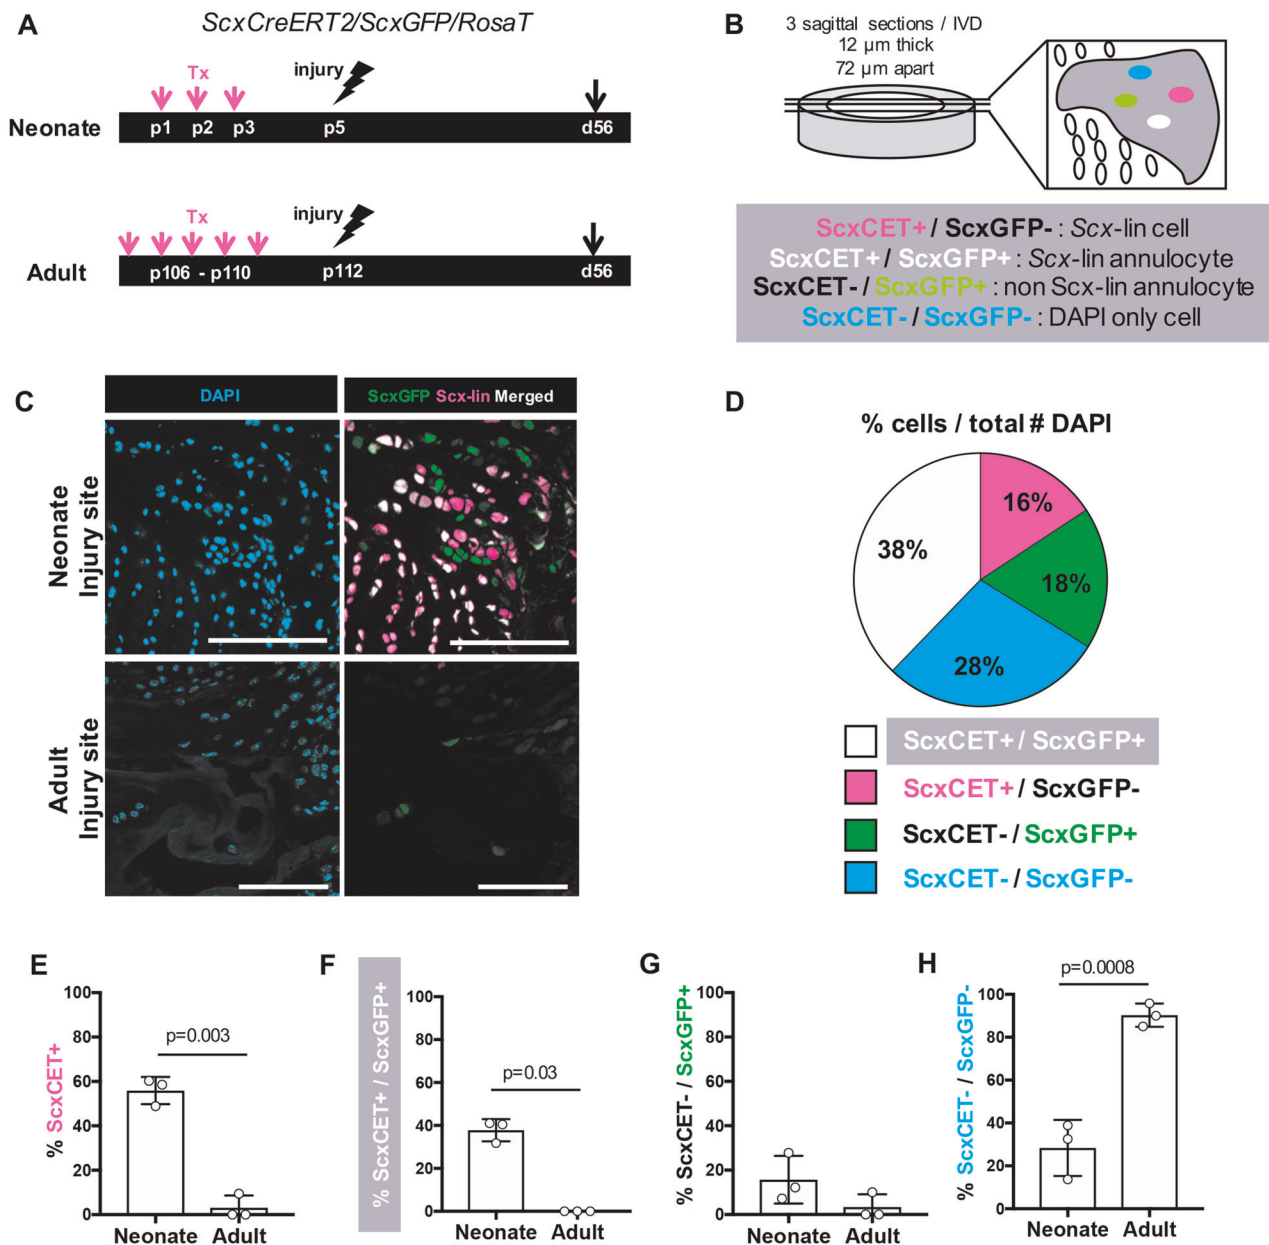 A
ScxCreERT2/ScxGFP/RosaT
Tx
injury
Neonate
p1 p2 p3 p5 d56
Tx
injury
Adult
p106 - p110 p112 d56
B
3 sagittal sections / IVD
12 µm thick
72 µm apart
ScxCET+ / ScxGFP- : Scx-lin cell
ScxCET+ / ScxGFP+ : Scx-lin annulocyte
ScxCET- / ScxGFP+ : non Scx-lin annulocyte
ScxCET- / ScxGFP- : DAPI only cell
C
DAPI
ScxGFP Scx-lin Merged
Neonate
Injury site
Adult
Injury site
D
% cells / total # DAPI
16%
38%
18%
28%
ScxCET+ / ScxGFP+
ScxCET+ / ScxGFP-
ScxCET- / ScxGFP+
ScxCET- / ScxGFP-
E
% ScxCET+
100
80
60
40
20
0
p=0.003
Neonate Adult
F
% ScxCET+ / ScxGFP+
100
80
60
40
20
0
p=0.03
Neonate Adult
G
% ScxCET- / ScxGFP+
100
80
60
40
20
0
Neonate Adult
H
% ScxCET- / ScxGFP-
p=0.0008
100
80
60
40
20
0
Neonate Adult